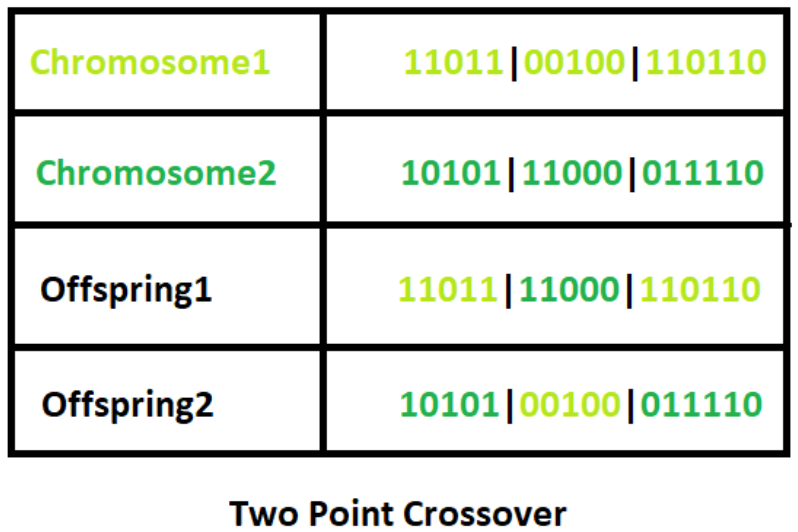 Chromosome1 11011|00100|110110
Chromosome2 10101|11000|011110
Offspring1 11011|11000|110110
Offspring2 10101|00100|011110
Two Point Crossover